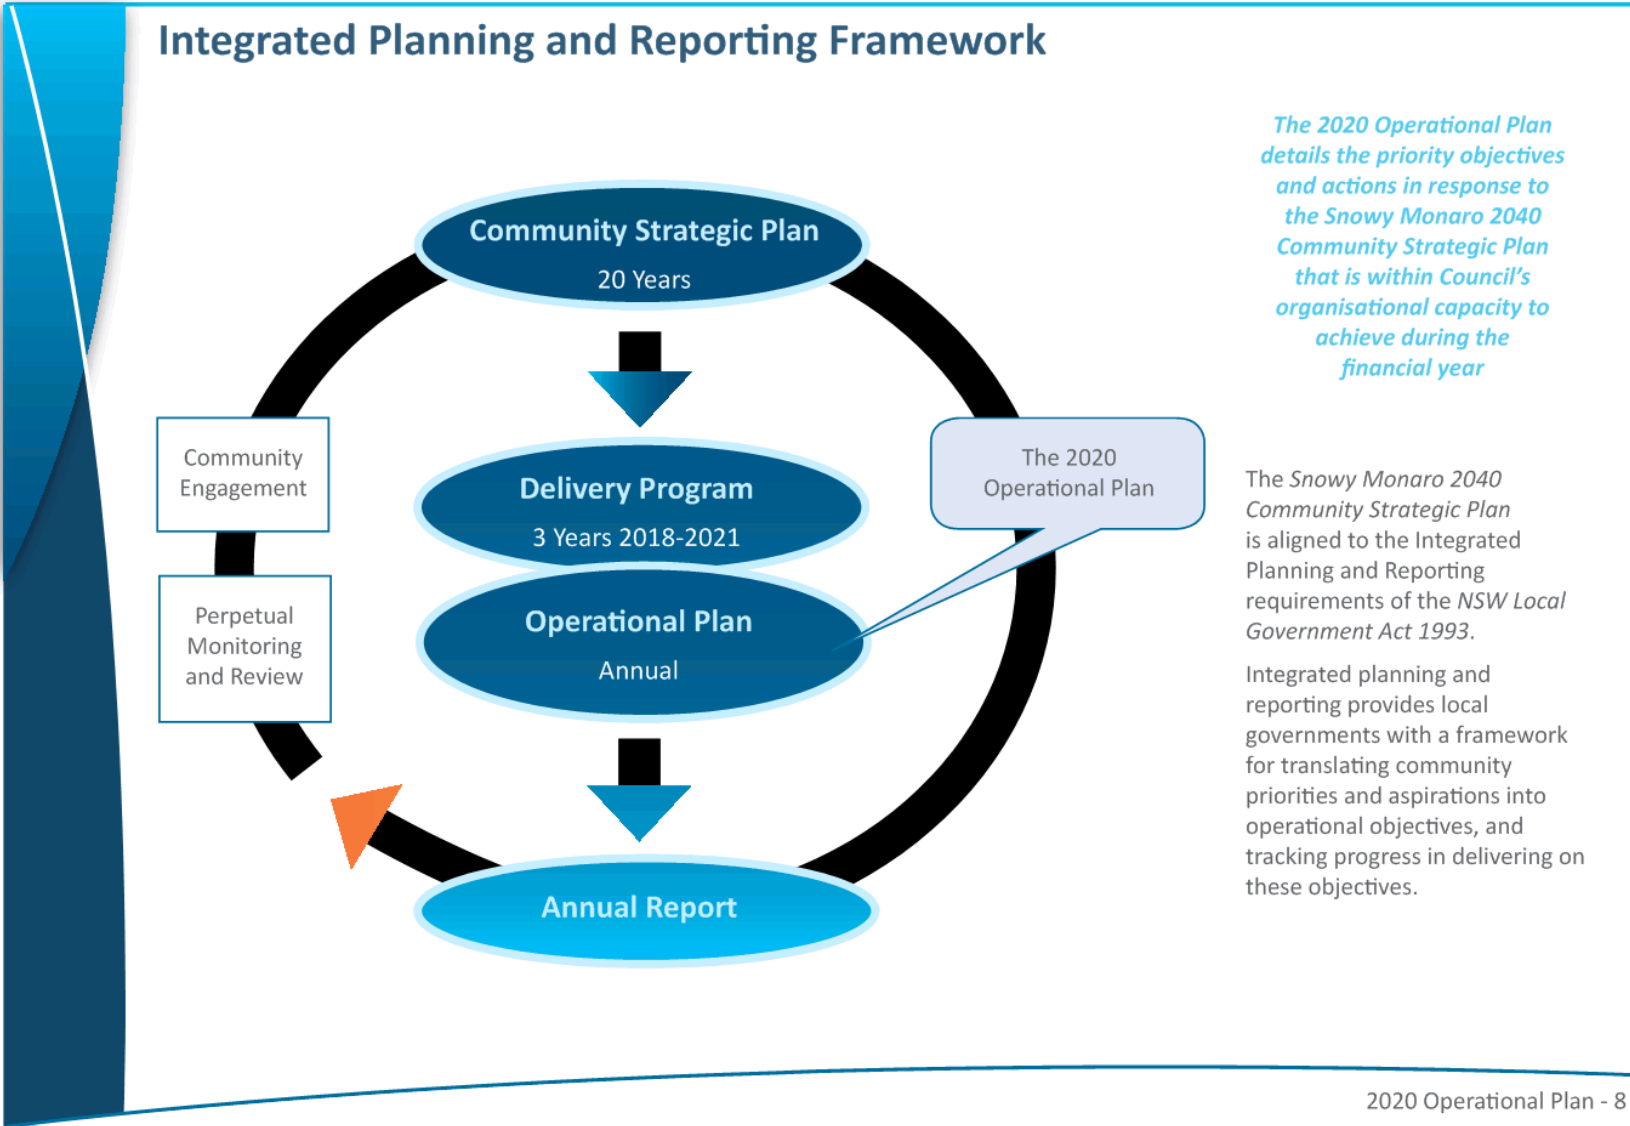 Integrated Planning and Reporting Framework
The 2020 Operational Plan
details the priority objectives
and actions in response to
the Snowy Monaro 2040
Community Strategic Plan
that is within Council's
organisational capacity to
achieve during the
financial year
Community Strategic Plan
20 Years
Community
Engagement
Delivery Program
3 Years 2018-2021
The 2020
Operational Plan
Perpetual
Monitoring
and Review
Operational Plan
Annual
Annual Report
The Snowy Monaro 2040
Community Strategic Plan
is aligned to the Integrated
Planning and Reporting
requirements of the NSW Local
Government Act 1993.
Integrated planning and
reporting provides local
governments with a framework
for translating community
priorities and aspirations into
operational objectives, and
tracking progress in delivering on
these objectives.
2020 Operational Plan - 8